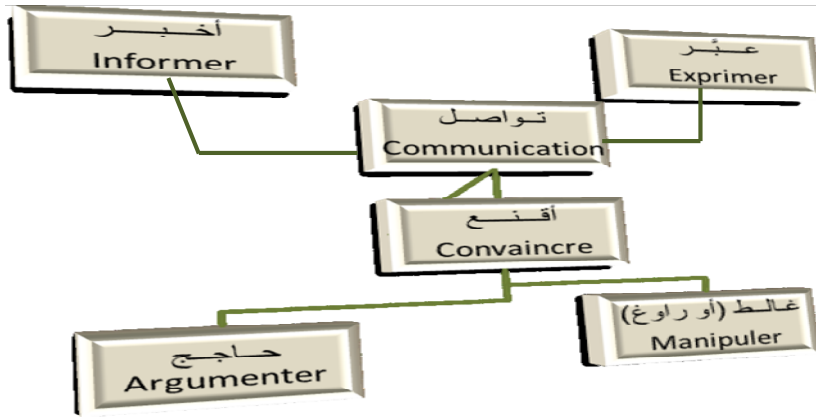 أخبر
Informer
عبَّر
Exprimer
تواصل
Communication
أقنع
Convaincre
حاجج
Argumenter
غالط (أو راوغ)
Manipuler